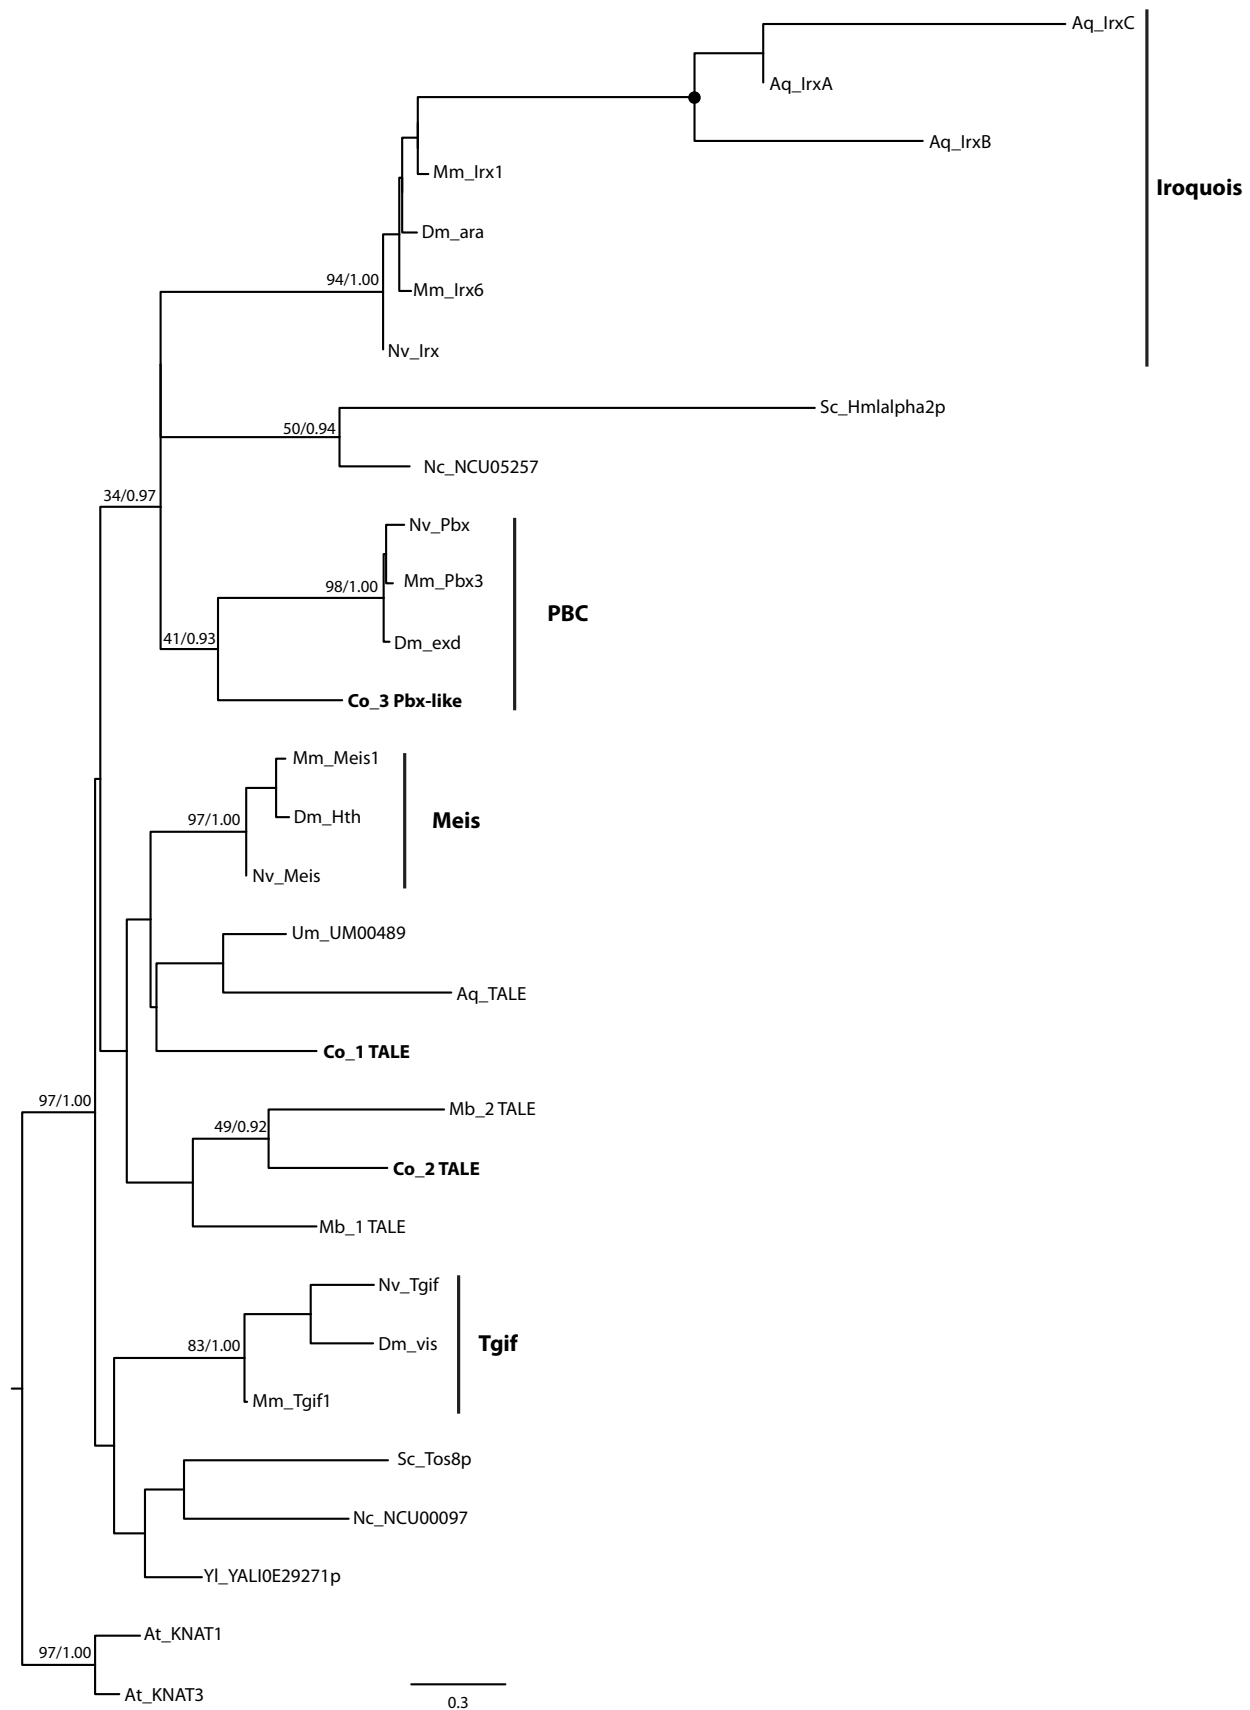 Aq_IrxC
Aq_IrxA
Aq_IrxB
Mm_Irx1
Iroquois
Dm_ara
94/1.00
Mm_Irx6
Nv_Irx
Sc_Hmlalpha2p
50/0.94
Nc_NCU05257
34/0.97
Nv_Pbx
98/1.00
Mm_Pbx3
PBC
41/0.93
Dm_exd
Co_3 Pbx-like
Mm_Meis1
97/1.00
Dm_Hth
Meis
Nv_Meis
Um_UM00489
Aq_TALE
Co_1 TALE
97/1.00
Mb_2 TALE
49/0.92
Co_2 TALE
Mb_1 TALE
Nv_Tgif
83/1.00
Dm_vis
Tgif
Mm_Tgif1
Sc_Tos8p
Nc_NCU00097
Yl_YALI0E29271p
At_KNAT1
97/1.00
At_KNAT3
0.3